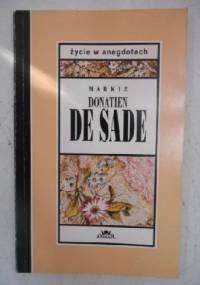 życie w anegdotach
MARKIZ
DONATIEN
DE SADE